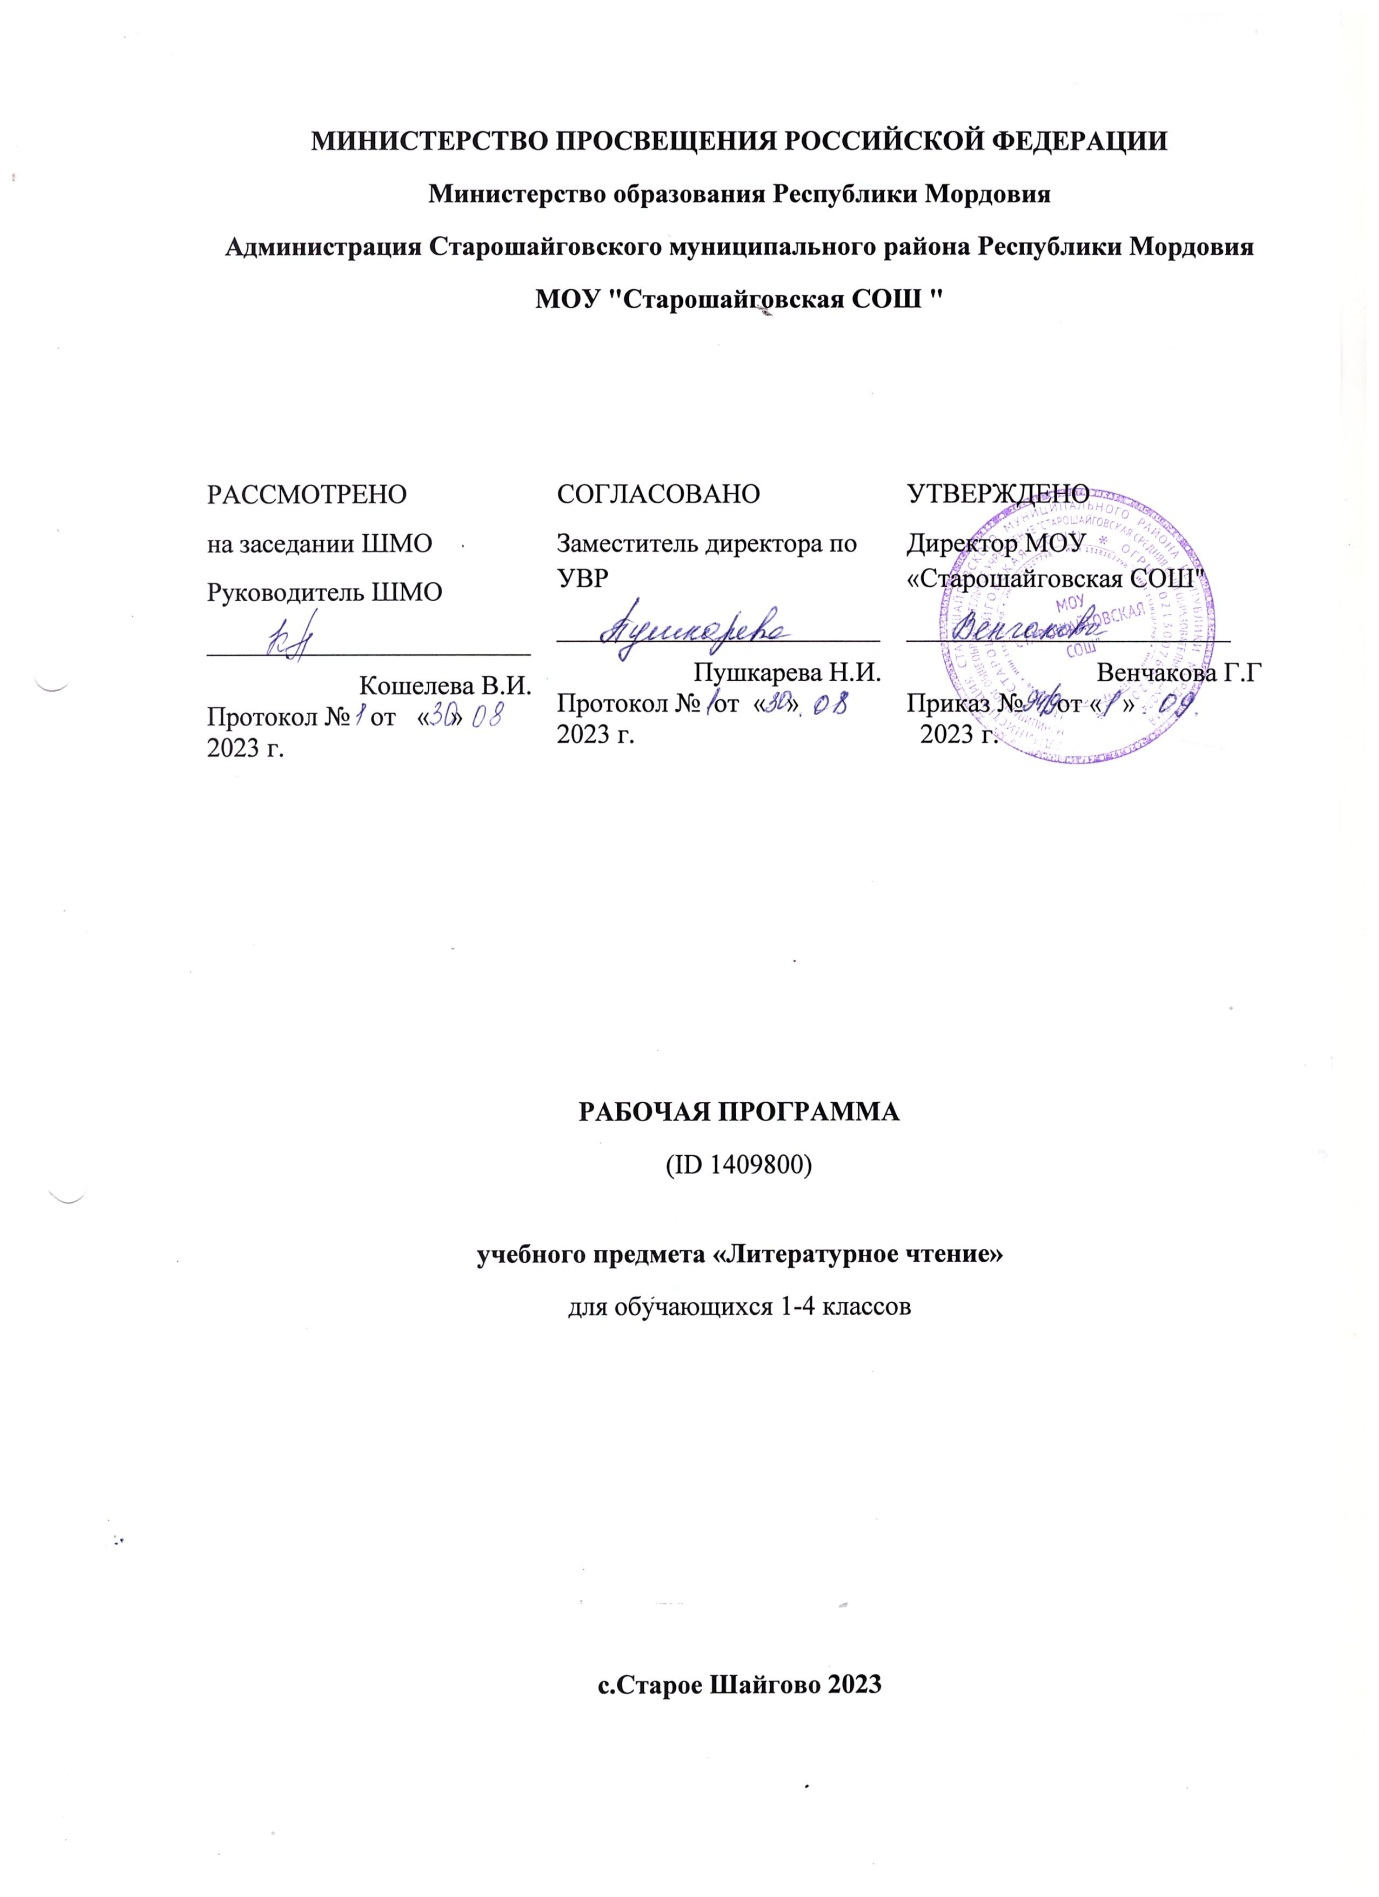 МИНИСТЕРСТВО ПРОСВЕЩЕНИЯ РОССИЙСКОЙ ФЕДЕРАЦИИ
Министерство образования Республики Мордовия
Администрация Старошайговского муниципального района Республики Мордовия
МОУ "Старошайговская СОШ "
РАССМОТРЕНО
на заседании ШМО
Руководитель ШМО
Кошелева В.И.
Протокол № 1 от «30» 08
2023 г.
СОГЛАСОВАНО
Заместитель директора по
УВР
Пушкарева
Пушкарева Н.И.
Протокол № 1 от «30». 08
2023 г.
УТВЕРЖДЕНО
Директор МОУ
«Старошайговская СОШ"
Венчакова
Венчакова Г.Г
Приказ № от « 1 » . 09.
2023 г.
МОУ
СОШ"
РАБОЧАЯ ПРОГРАММА
(ID 1409800)
учебного предмета «Литературное чтение»
для обучающихся 1-4 классов
с.Старое Шайгово 2023